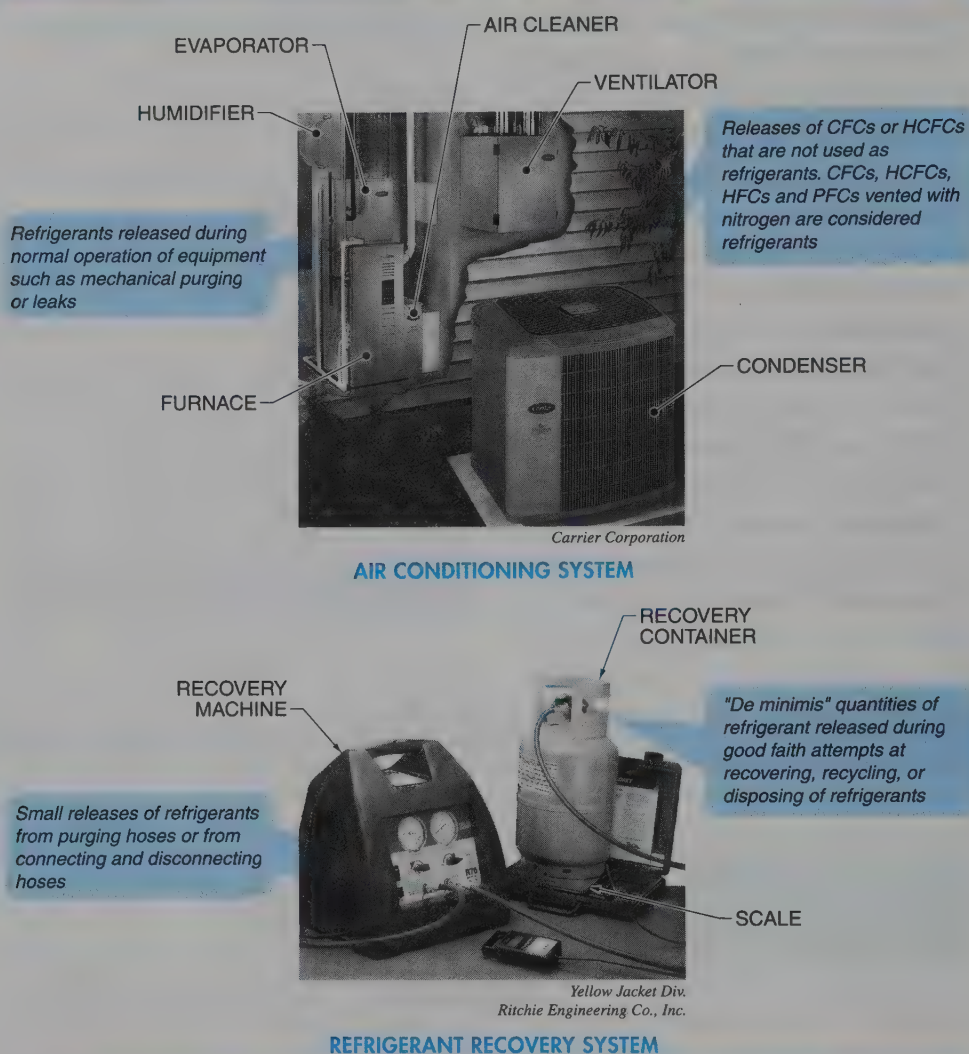 AIR CLEANER
EVAPORATOR
VENTILATOR
HUMIDIFIER
Releases of CFCs or HCFCs
that are not used as
refrigerants. CFCs, HCFCs,
HFCs and PFCs vented with
nitrogen are considered
refrigerants
Refrigerants released during
normal operation of equipment
such as mechanical purging
or leaks
CONDENSER
FURNACE
Carrier Corporation
AIR CONDITIONING SYSTEM
RECOVERY
CONTAINER
RECOVERY
MACHINE
"De minimis" quantities of
refrigerant released during
good faith attempts at
recovering, recycling, or
disposing of refrigerants
Small releases of refrigerants
from purging hoses or from
connecting and disconnecting
hoses
SCALE
Yellow Jacket Div.
Ritchie Engineering Co., Inc.
REFRIGERANT RECOVERY SYSTEM